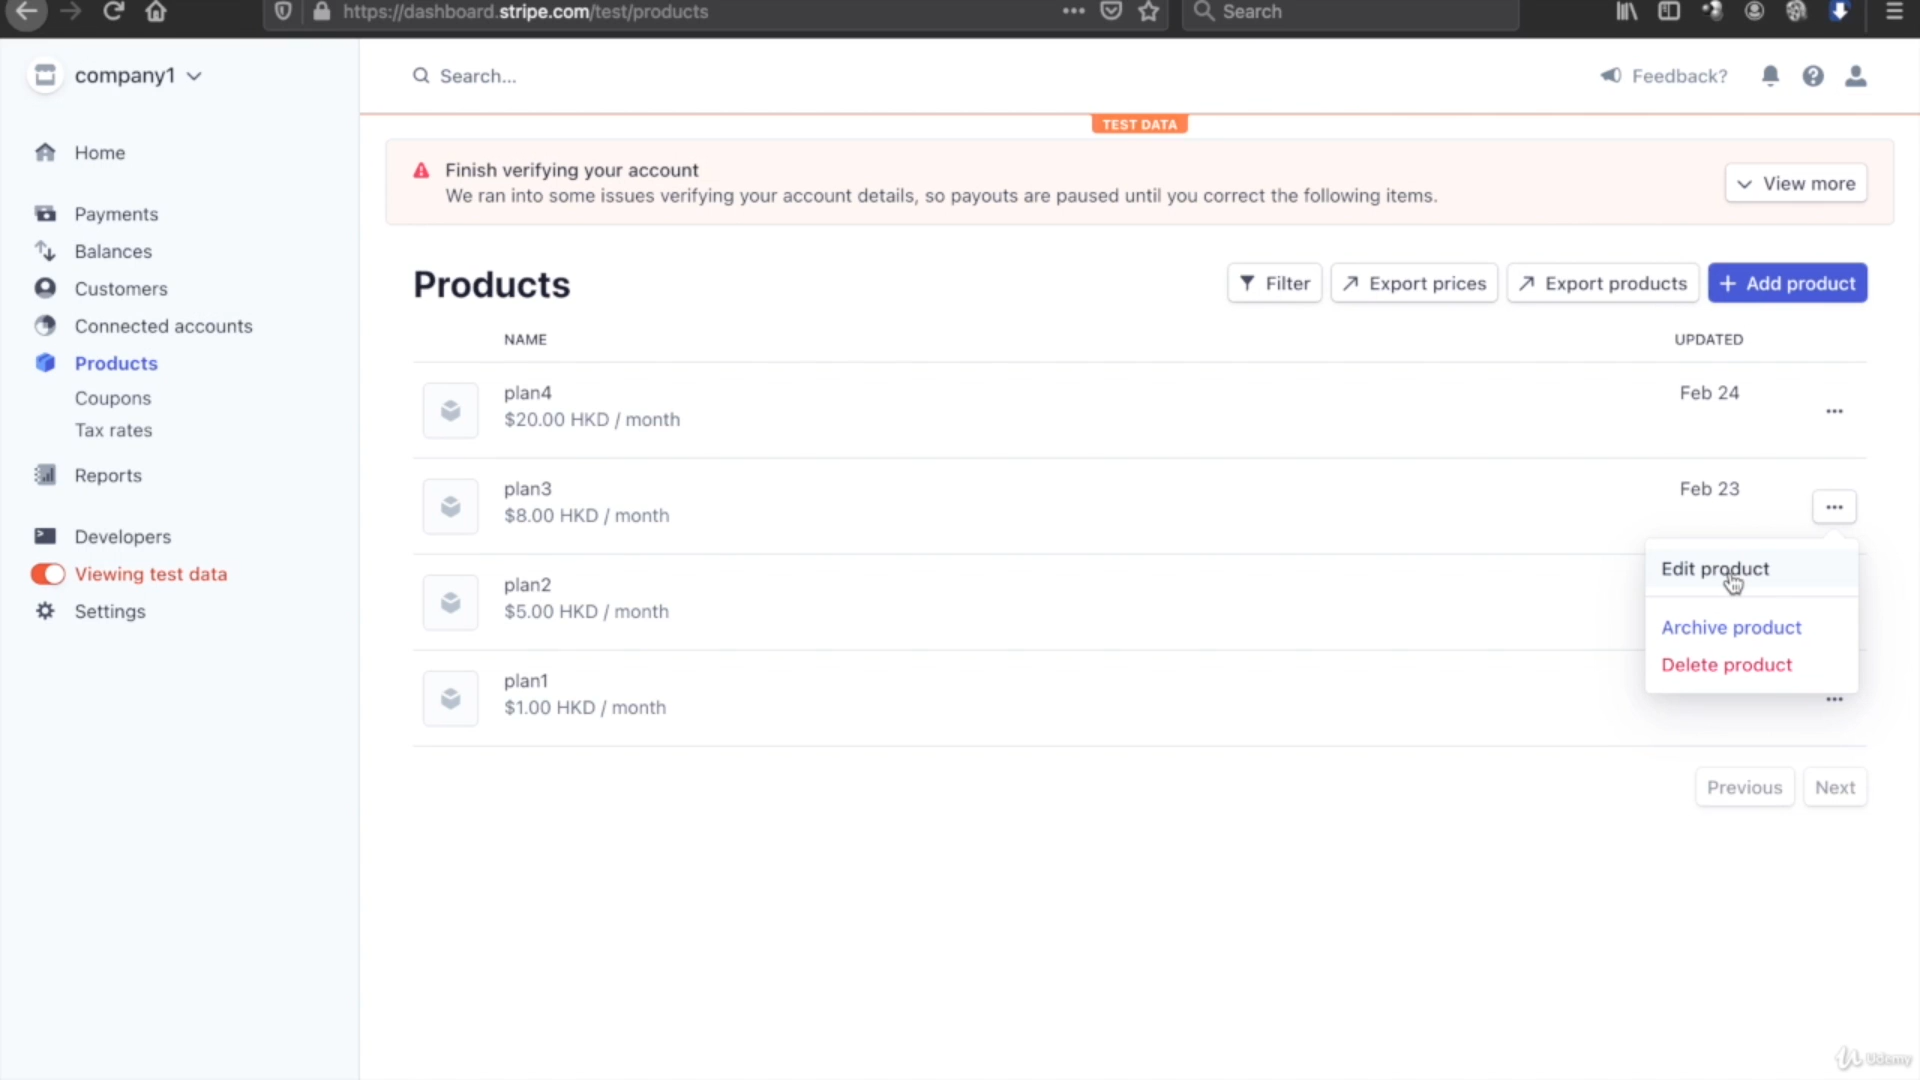 https://dashboard.stripe.com/test/products
Search
company1
Search...
Feedback?
TEST DATA
Home
Payments
Balances
Customers
Connected accounts
Products
Coupons
Tax rates
Reports
Developers
Viewing test data
Settings
Finish verifying your account
We ran into some issues verifying your account details, so payouts are paused until you correct the following items.
View more
Products
Filter
Export prices
Export products
Add product
NAME
UPDATED
plan4
$20.00 HKD / month
Feb 24
plan3
$8.00 HKD / month
Feb 23
plan2
$5.00 HKD / month
plan1
$1.00 HKD / month
Edit product
Archive product
Delete product
Previous
Next
Udemy